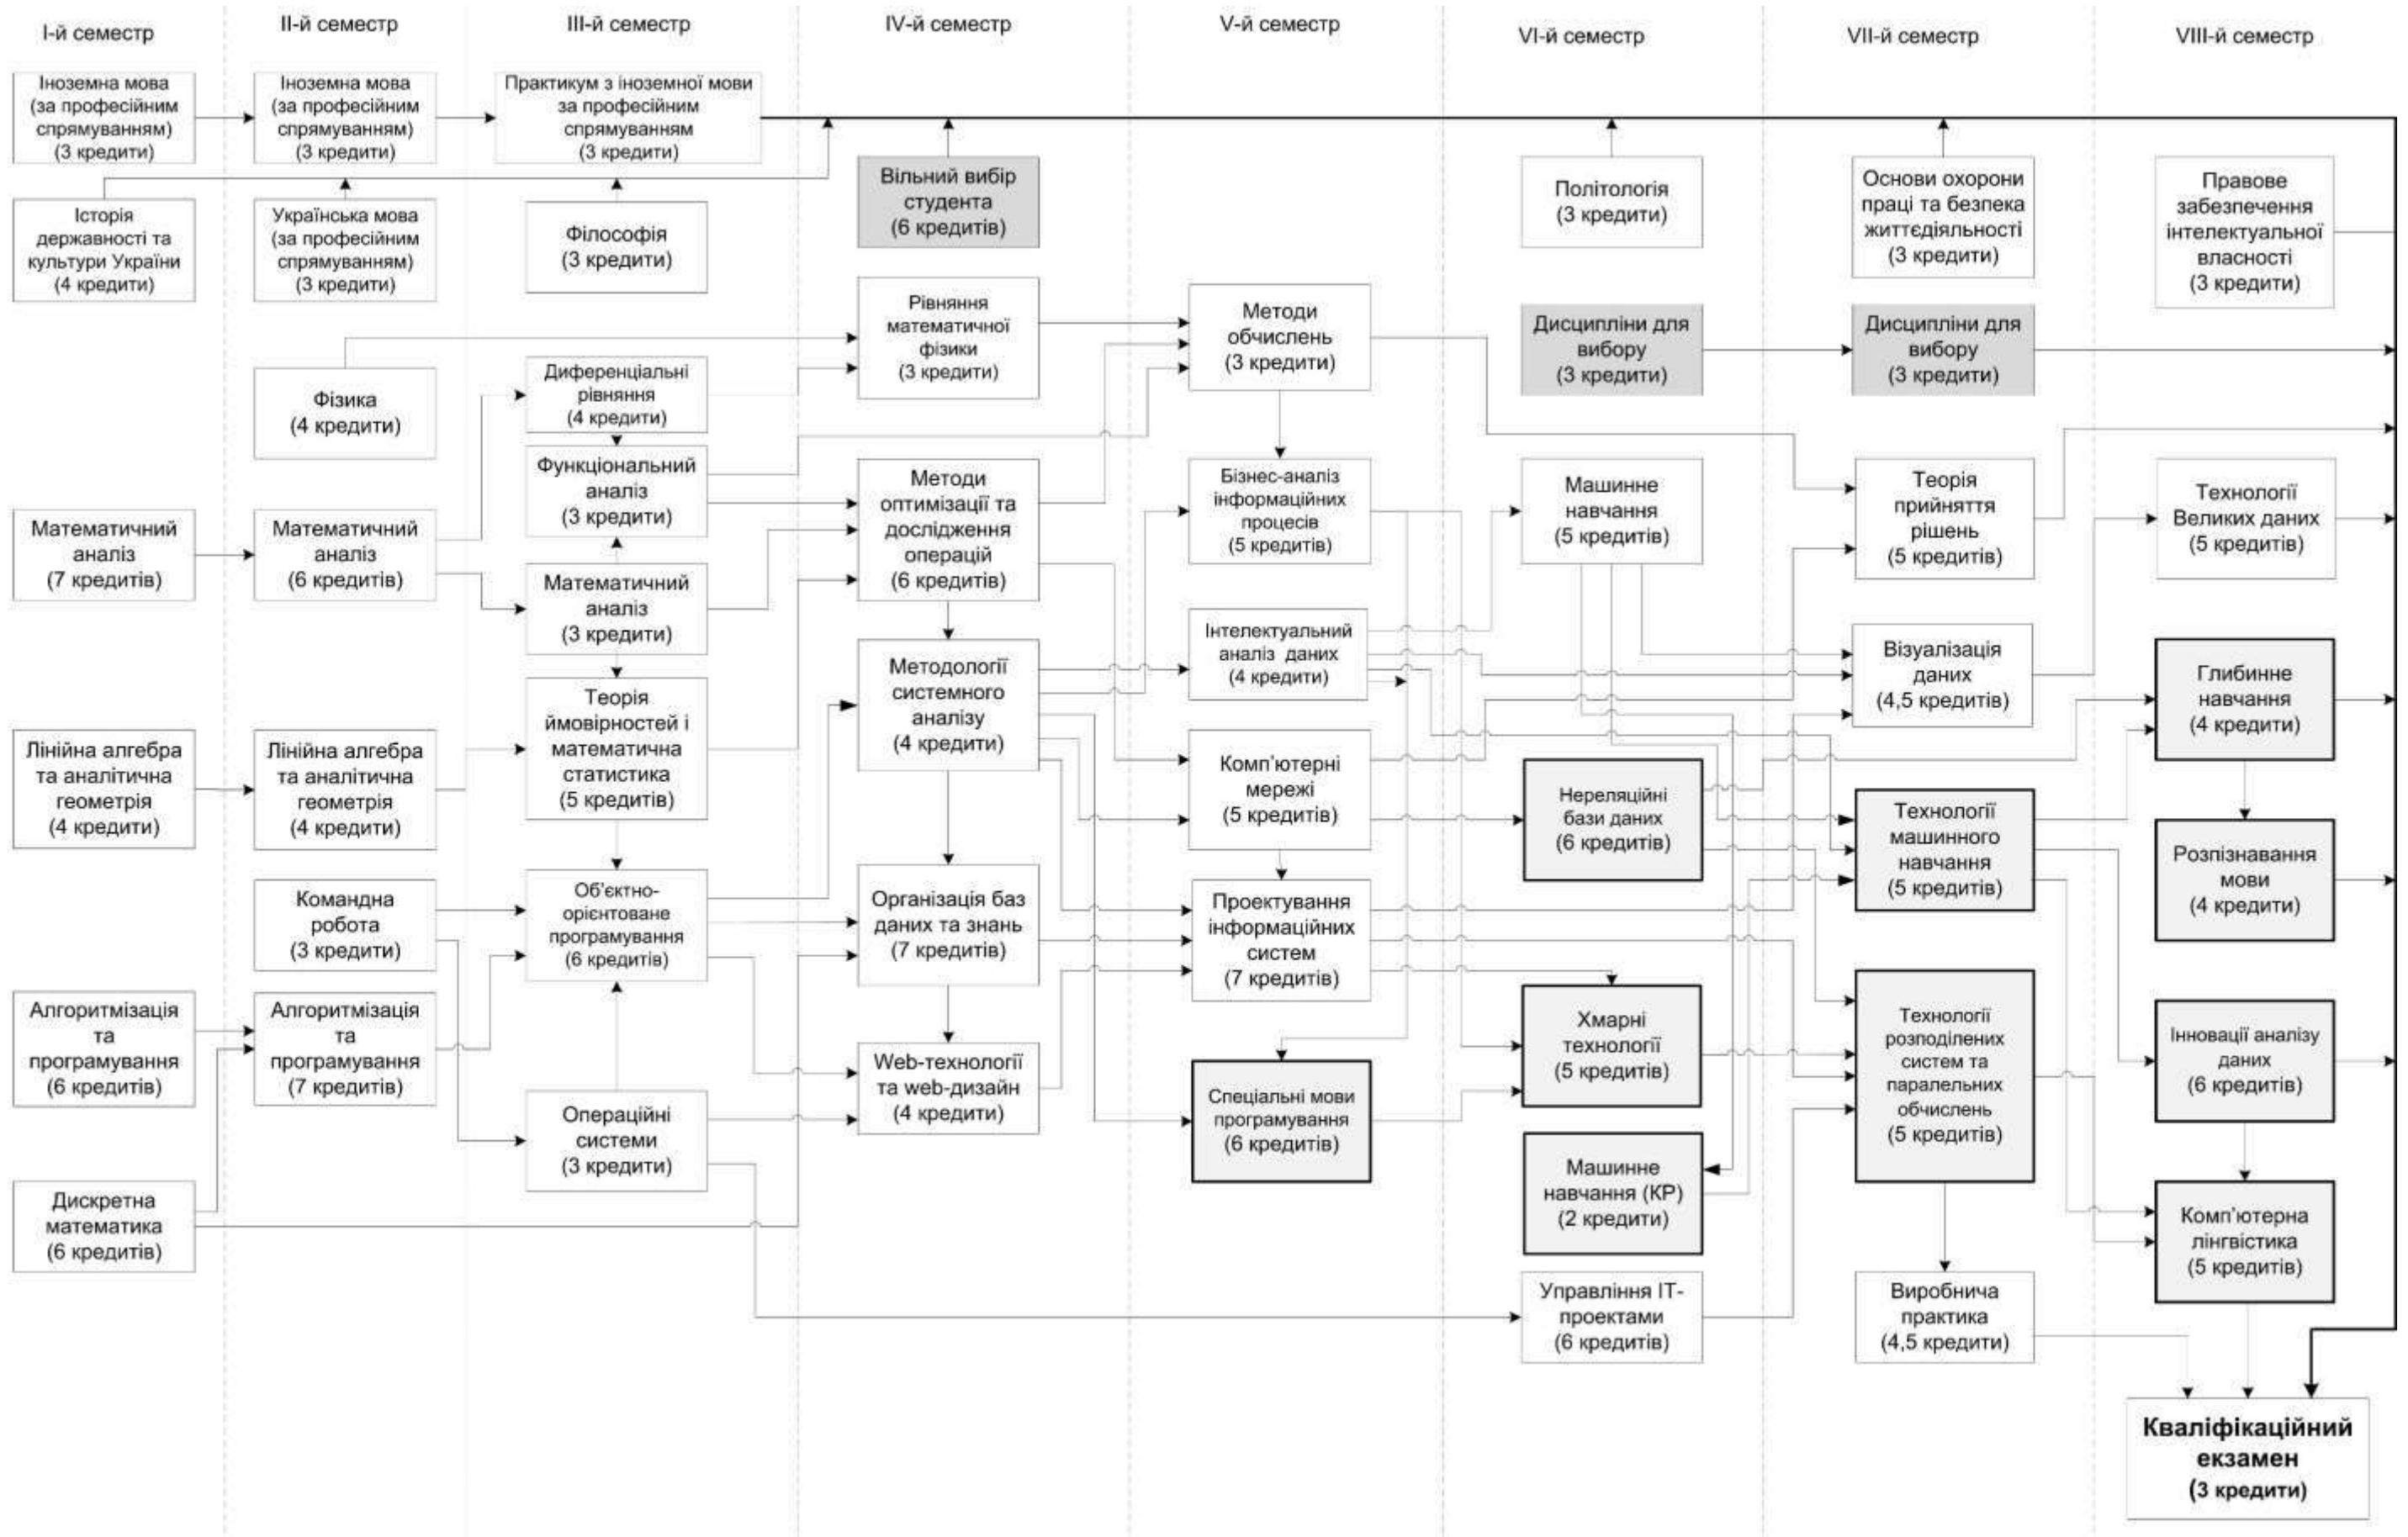 І-й семестр
ІІ-й семестр
ІІІ-й семестр
IV-й семестр
V-й семестр
VI-й семестр
VII-й семестр
VIII-й семестр
Іноземна мова
(за професійним
спрямуванням)
(3 кредити)
Історія
державності та
культури України
(4 кредити)
Математичний
аналіз
(7 кредитів)
Лінійна алгебра
та аналітична
геометрія
(4 кредити)
Алгоритмізація
та
програмування
(6 кредитів)
Дискретна
математика
(6 кредитів)
Іноземна мова
(за професійним
спрямуванням)
(3 кредити)
Українська мова
(за професійним
спрямуванням)
(3 кредити)
Фізика
(4 кредити)
Математичний
аналіз
(6 кредитів)
Лінійна алгебра
та аналітична
геометрія
(4 кредити)
Командна
робота
(3 кредити)
Алгоритмізація
та
програмування
(7 кредитів)
Практикум з іноземної мови
за професійним
спрямуванням
(3 кредити)
Філософія
(3 кредити)
Диференціальні
рівняння
(4 кредити)
Функціональний
аналіз
(3 кредити)
Математичний
аналіз
(3 кредити)
Теорія
ймовірностей і
математична
статистика
(5 кредитів)
Об'єктно-
орієнтоване
програмування
(6 кредитів)
Операційні
системи
(3 кредити)
Вільний вибір
студента
(6 кредитів)
Рівняння
математичної
фізики
(3 кредити)
Методи
оптимізації та
дослідження
операцій
(6 кредитів)
Методології
системного
аналізу
(4 кредити)
Організація баз
даних та знань
(7 кредитів)
Web-технології
та web-дизайн
(4 кредити)
Методи
обчислень
(3 кредити)
Бізнес-аналіз
інформаційних
процесів
(5 кредитів)
Інтелектуальний
аналіз даних
(4 кредити)
Комп'ютерні
мережі
(5 кредитів)
Проектування
інформаційних
систем
(7 кредитів)
Спеціальні мови
програмування
(6 кредитів)
Політологія
(3 кредити)
Дисципліни для
вибору
(3 кредити)
Машинне
навчання
(5 кредитів)
Нереляційні
бази даних
(6 кредитів)
Хмарні
технології
(5 кредитів)
Машинне
навчання (КР)
(2 кредити)
Управління ІТ-
проектами
(6 кредитів)
Основи охорони
праці та безпека
життєдіяльності
(3 кредити)
Дисципліни для
вибору
(3 кредити)
Теорія
прийняття
рішень
(5 кредитів)
Візуалізація
даних
(4,5 кредитів)
Технології
машинного
навчання
(5 кредитів)
Технології
розподілених
систем та
паралельних
обчислень
(5 кредитів)
Виробнича
практика
(4,5 кредити)
Правове
забезпечення
інтелектуальної
власності
(3 кредити)
Технології
Великих даних
(5 кредитів)
Глибинне
навчання
(4 кредити)
Розпізнавання
мови
(4 кредити)
Інновації аналізу
даних
(6 кредитів)
Комп'ютерна
лінгвістика
(5 кредитів)
Кваліфікаційний
екзамен
(3 кредити)